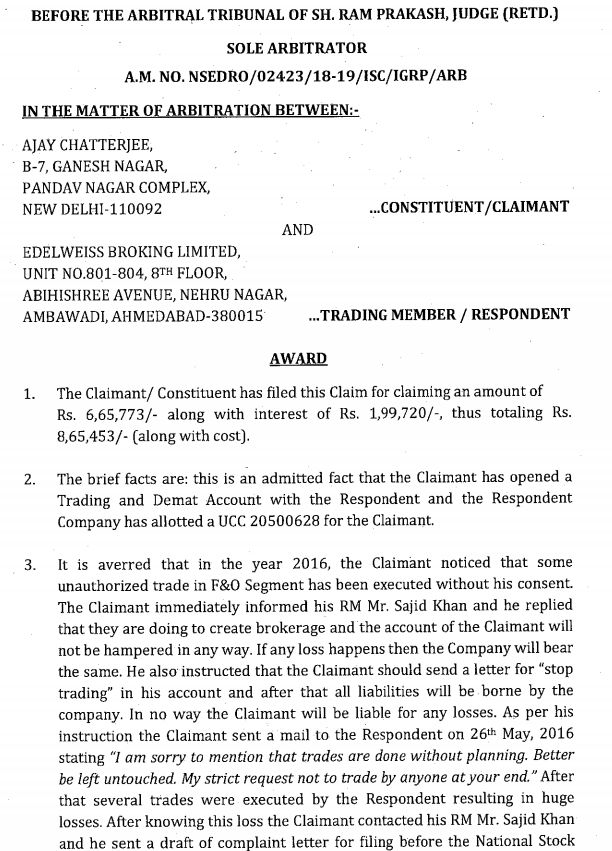 BEFORE THE ARBITRAL TRIBUNAL OF SH. RAM PRAKASH, JUDGE (RETD.)
SOLE ARBITRATOR
A.M. NO. NSEDRO/02423/18-19/ISC/IGRP/ARB
IN THE MATTER OF ARBITRATION BETWEEN:-
AJAY CHATTERJEE,
B-7, GANESH NAGAR,
PANDAV NAGAR COMPLEX,
NEW DELHI-110092 ...CONSTITUENT/CLAIMANT
AND
EDELWEISS BROKING LIMITED,
UNIT NO.801-804, 8TH FLOOR,
ABIHISHREE AVENUE, NEHRU NAGAR,
AMBAWADI, AHMEDABAD-380015 ...TRADING MEMBER / RESPONDENT
AWARD
1. The Claimant/ Constituent has filed this Claim for claiming an amount of
Rs. 6,65,773/- along with interest of Rs. 1,99,720/-, thus totaling Rs.
8,65,453/- (along with cost).
2. The brief facts are: this is an admitted fact that the Claimant has opened a
Trading and Demat Account with the Respondent and the Respondent
Company has allotted a UCC 20500628 for the Claimant.
3. It is averred that in the year 2016, the Claimant noticed that some
unauthorized trade in F&O Segment has been executed without his consent.
The Claimant immediately informed his RM Mr. Sajid Khan and he replied
that they are doing to create brokerage and the account of the Claimant will
not be hampered in any way. If any loss happens then the Company will bear
the same. He also instructed that the Claimant should send a letter for "stop
trading" in his account and after that all liabilities will be borne by the
company. In no way the Claimant will be liable for any losses. As per his
instruction the Claimant sent a mail to the Respondent on 26th May, 2016
stating "I am sorry to mention that trades are done without planning. Better
be left untouched. My strict request not to trade by anyone at your end." After
that several trades were executed by the Respondent resulting in huge
losses. After knowing this loss the Claimant contacted his RM Mr. Sajid Khan
and he sent a draft of complaint letter for filing before the National Stock